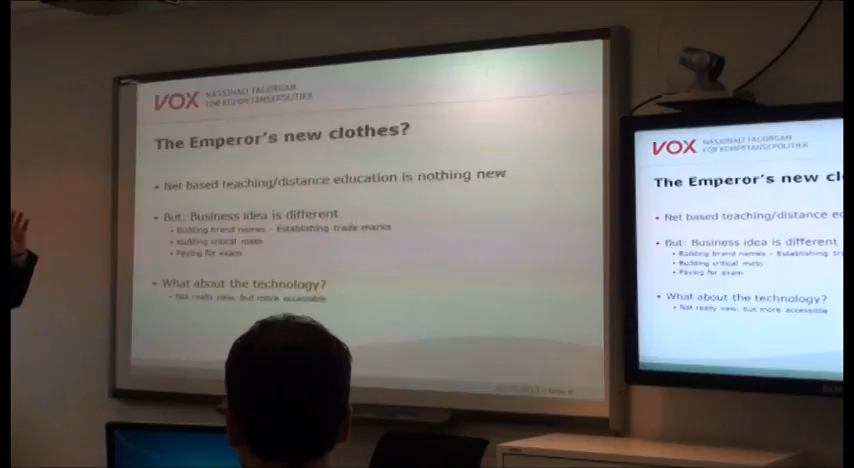 VOX NASJONALT FAGORGAN
FOR KOMPETANSEPOLITIKK
The Emperor's new clothes?
• Net based teaching/distance education is nothing new
• But: Business idea is different
• Building brand names - Establishing trade marks
• Building critical mass
• Paying for exam
• What about the technology?
• Not really new, but more accessible
VOX NASJONALT FAGORGAN
FOR KOMPETANSEPOLITIKK
The Emperor's new cl
• Net based teaching/distance ed
• But: Business idea is different
• Building brand names - Establishing tr
• Building critical mass
• Paying for exam
• What about the technology?
• Not really new, but more accessible